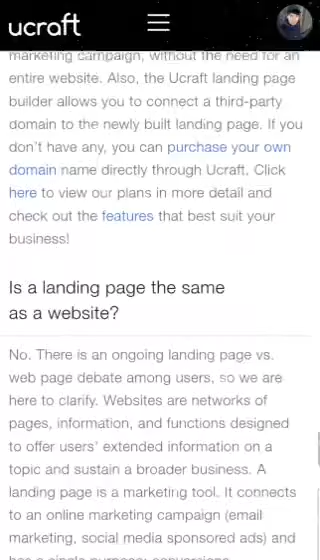 ucraft
marketing campaign, without the need for an
entire website. Also, the Ucraft landing page
builder allows you to connect a third-party
domain to the newly built landing page. If you
don't have any, you can purchase your own
domain name directly through Ucraft. Click
here to view our plans in more detail and
check out the features that best suit your
business!
Is a landing page the same
as a website?
No. There is an ongoing landing page vs.
web page debate among users, so we are
here to clarify. Websites are networks of
pages, information, and functions designed
to offer users' extended information on a
topic and sustain a broader business. A
landing page is a marketing tool. It connects
to an online marketing campaign (email
marketing, social media sponsored ads) and
has a single purpose: conversions.